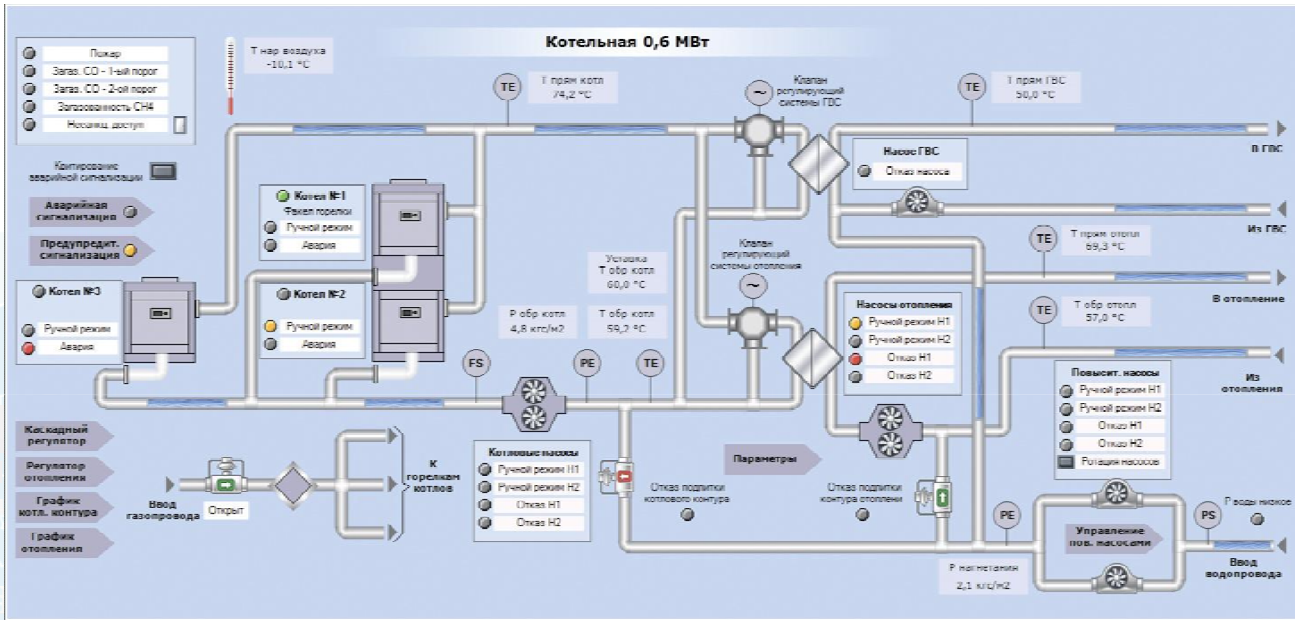 Котельная 0,6 МВт
Пожар
Загаз. СО - 1-ый порог
Загаз. СО - 2-ой порог
Загазованность СН4
Несанкц. доступ
Т нар воздуха
-10,1 °С
Квитирование
аварийной сигнализации
Аварийная
сигнализация
Предупредит.
сигнализация
TE
Т прям котл
74,2 °С
Клапан
регулирующий
системы ГВС
TE
Т прям ГВС
50,0 °С
В ГВС
Насос ГВС
Отказ насоса
Из ГВС
Котел №1
Факел горелки
Ручной режим
Авария
Котел №2
Ручной режим
Авария
Котел №3
Ручной режим
Авария
Уставка
Т обр котл
60,0 °С
Р обр котл
4,8 кгс/м2
Т обр котл
59,2 °С
Клапан
регулирующий
системы отопления
TE
Т прям отопл
69,3 °С
В отопление
Насосы отопления
Ручной режим Н1
Ручной режим Н2
Отказ Н1
Отказ Н2
TE
Т обр отопл
57,0 °С
Из
отопления
FS
PE
TE
Повысит. насосы
Ручной режим Н1
Ручной режим Н2
Отказ Н1
Отказ Н2
Ротация насосов
Каскадный
регулятор
Регулятор
отопления
График
котл. контура
График
отопления
Ввод
газопровода
Открыт
К
горелкам
котлов
Котловые насосы
Ручной режим Н1
Ручной режим Н2
Отказ Н1
Отказ Н2
Отказ подпитки
котлового контура
Параметры
Отказ подпитки
контура отоплени
PE
Р нагнетания
2,1 кгс/м2
Управление
пов. насосами
PS
Р воды низкое
Ввод
водопровода